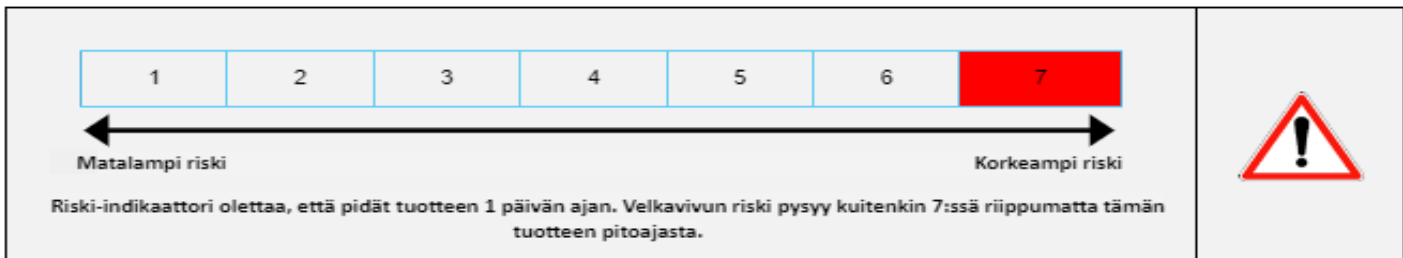 1 2 3 4 5 6 7
Matalampi riski Korkeampi riski
Riski-indikaattori olettaa, että pidät tuotteen 1 päivän ajan. Velkavivun riski pysyy kuitenkin 7:ssä riippumatta tämän
tuotteen pitoajasta.